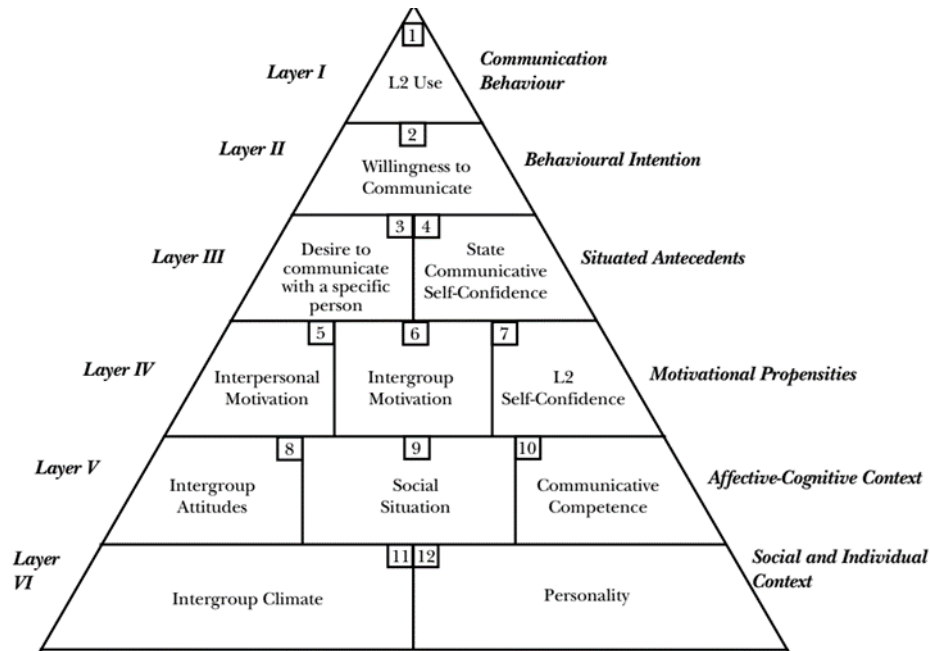 1
Layer I
L2 Use
Communication
Behaviour
2
Layer II
Willingness to
Communicate
Behavioural Intention
3
4
Layer III
Desire to
communicate
with a specific
person
State
Communicative
Self-Confidence
Situated Antecedents
5
6
7
Layer IV
Interpersonal
Motivation
Intergroup
Motivation
L2
Self-Confidence
Motivational Propensities
8
9
10
Layer V
Intergroup
Attitudes
Social
Situation
Communicative
Competence
Affective-Cognitive Context
11
12
Layer
VI
Intergroup Climate
Personality
Social and Individual
Context